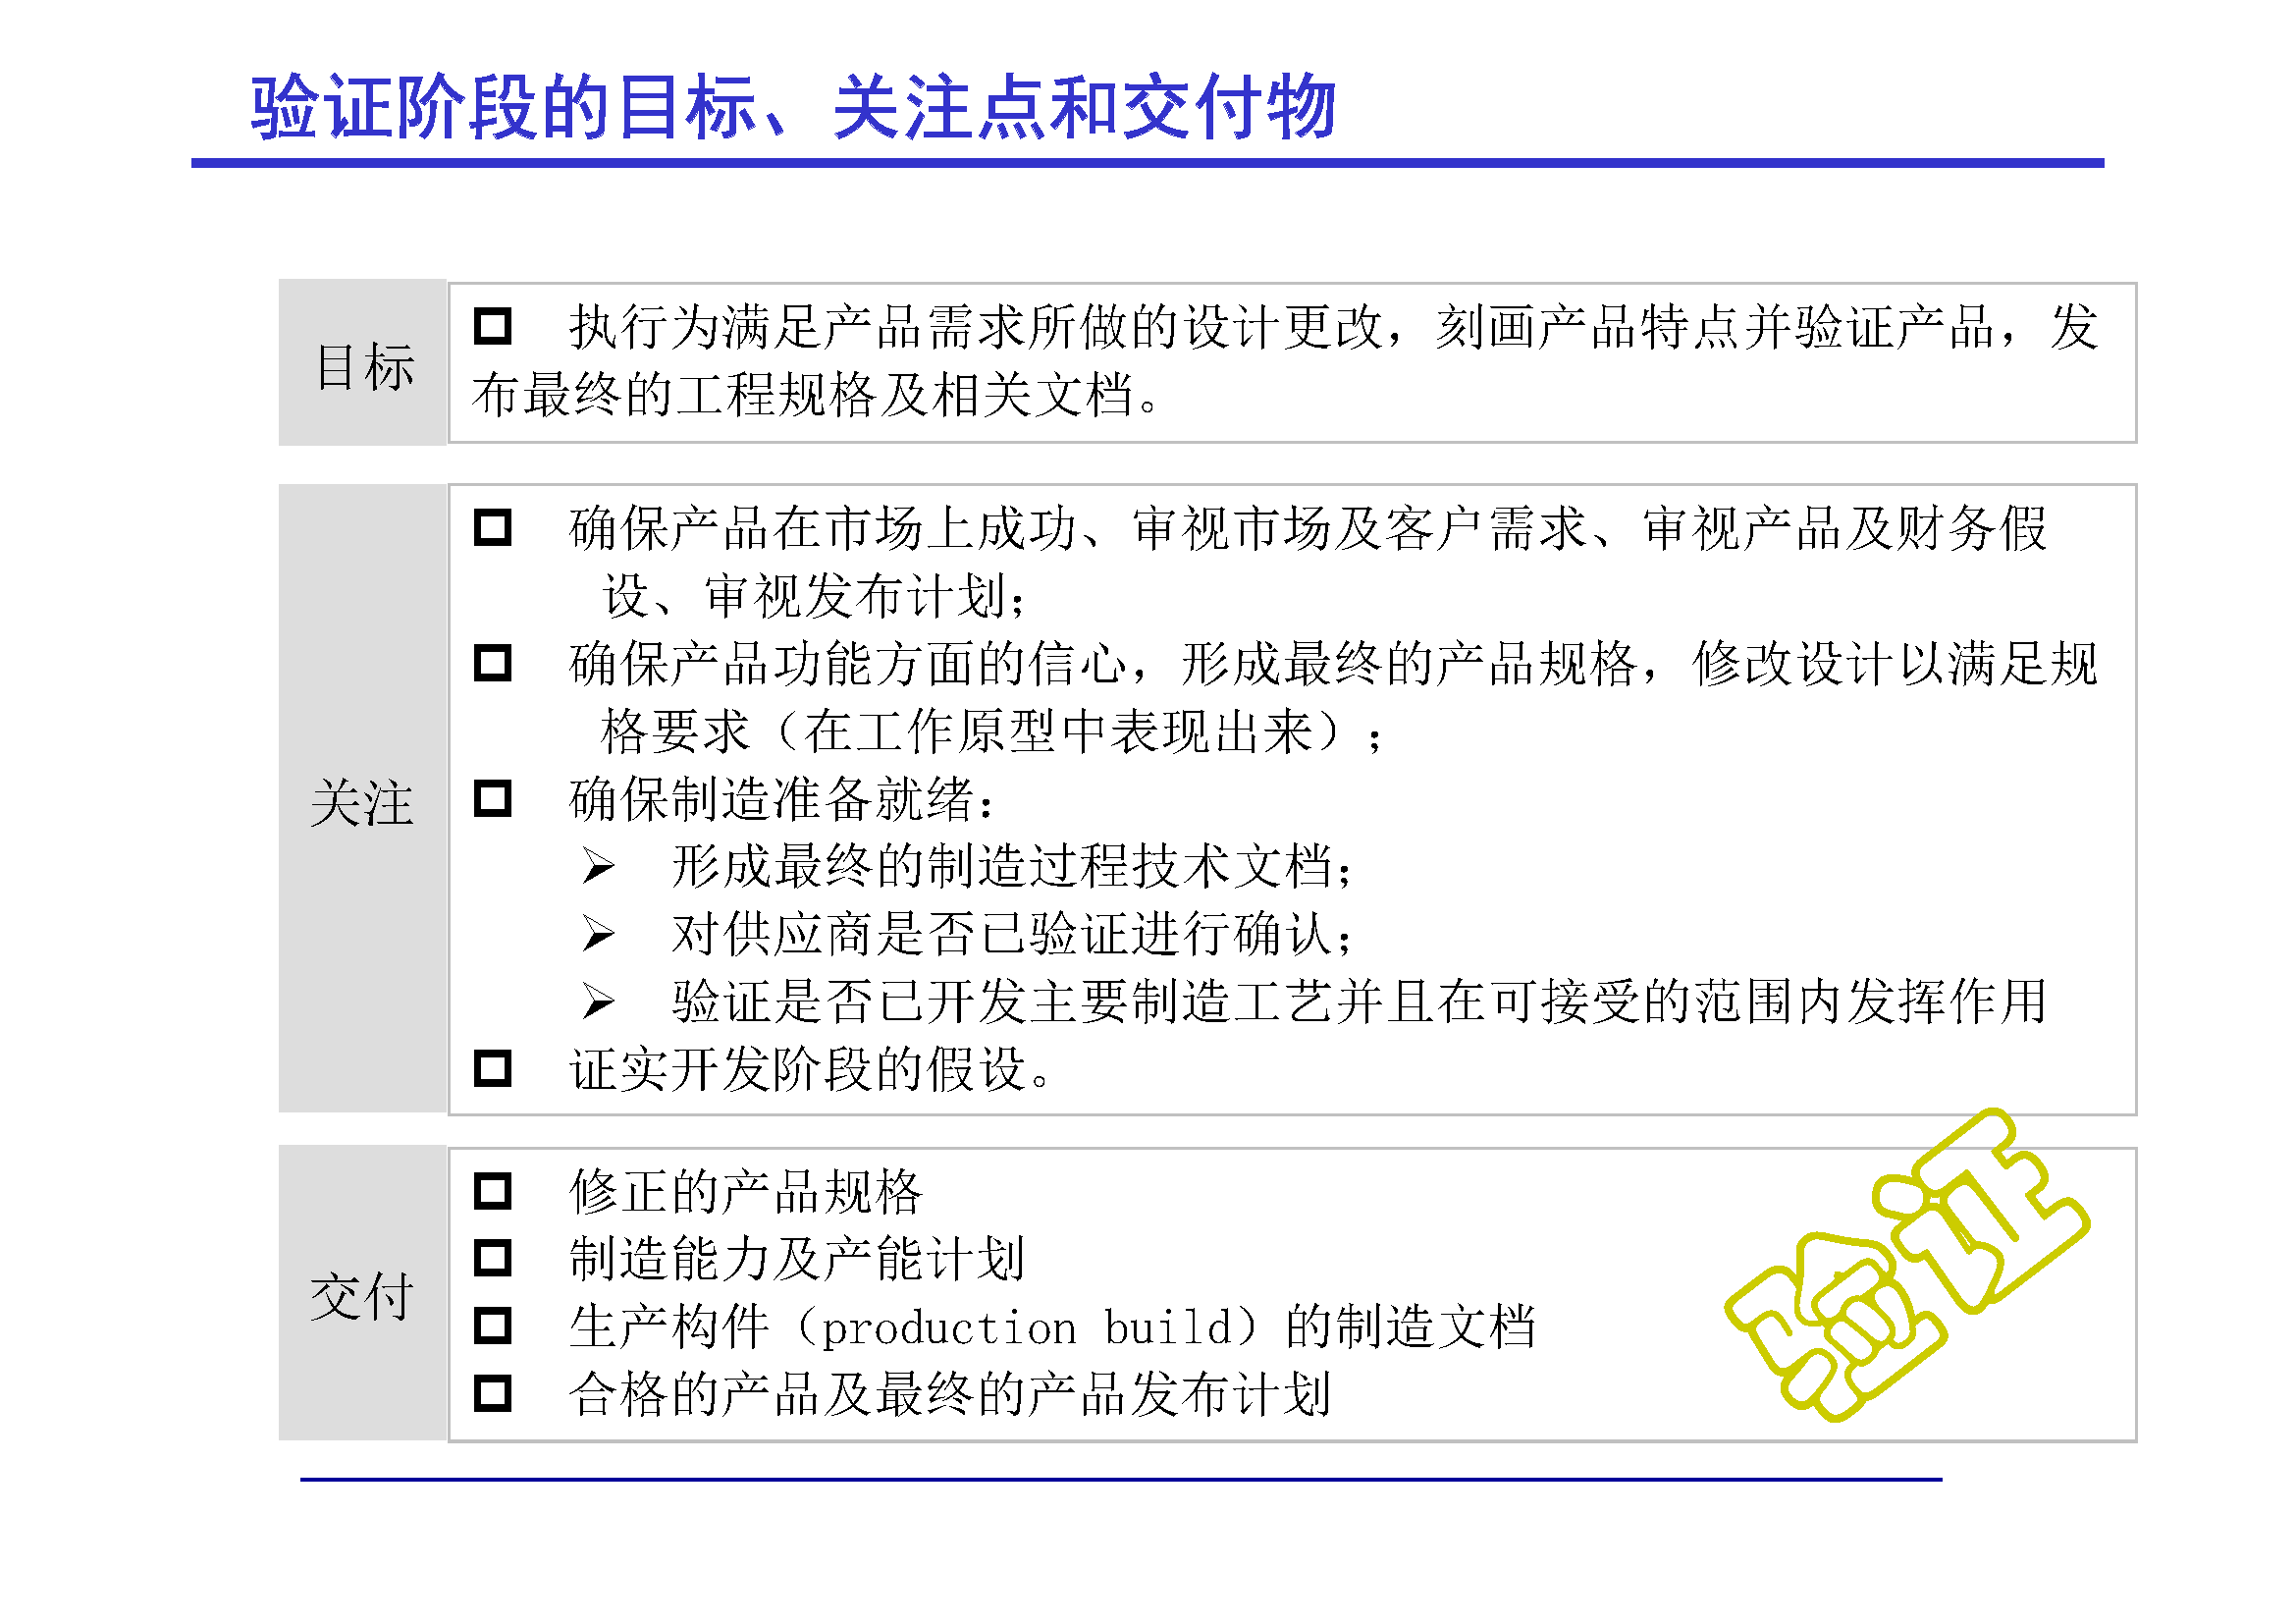 验证阶段的目标、关注点和交付物
目标
执行为满足产品需求所做的设计更改，刻画产品特点并验证产品，发
布最终的工程规格及相关文档。
关注
确保产品在市场上成功、审视市场及客户需求、审视产品及财务假
设、审视发布计划；
确保产品功能方面的信心，形成最终的产品规格，修改设计以满足规
格要求（在工作原型中表现出来）；
确保制造准备就绪：
形成最终的制造过程技术文档；
对供应商是否已验证进行确认；
验证是否已开发主要制造工艺并且在可接受的范围内发挥作用
证实开发阶段的假设。
交付
修正的产品规格
制造能力及产能计划
生产构件（production build）的制造文档
合格的产品及最终的产品发布计划
验证